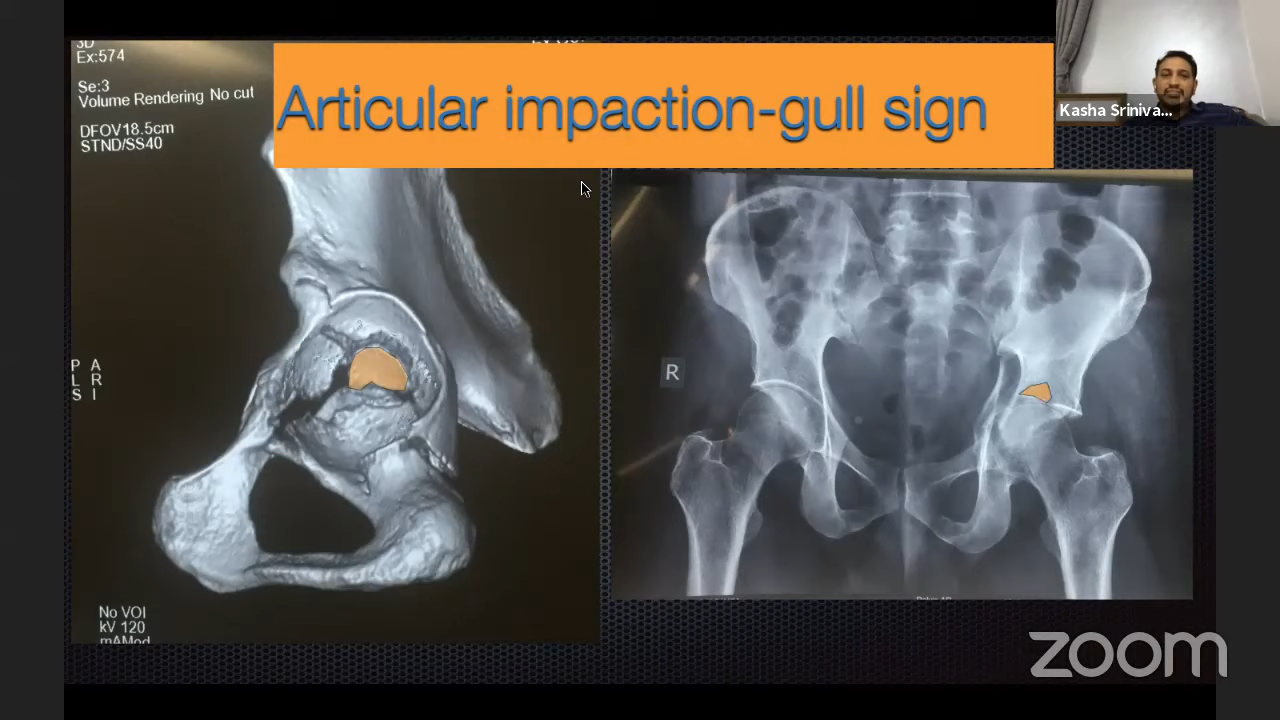 3D
Ex:574
Se:3
Volume Rendering No cut
DFOV18.5cm
STND/SS40
Articular impaction-gull sign
Kasha Sriniva...
P A
L R
S I
R
No VOI
kV 120
mAMod
zoom